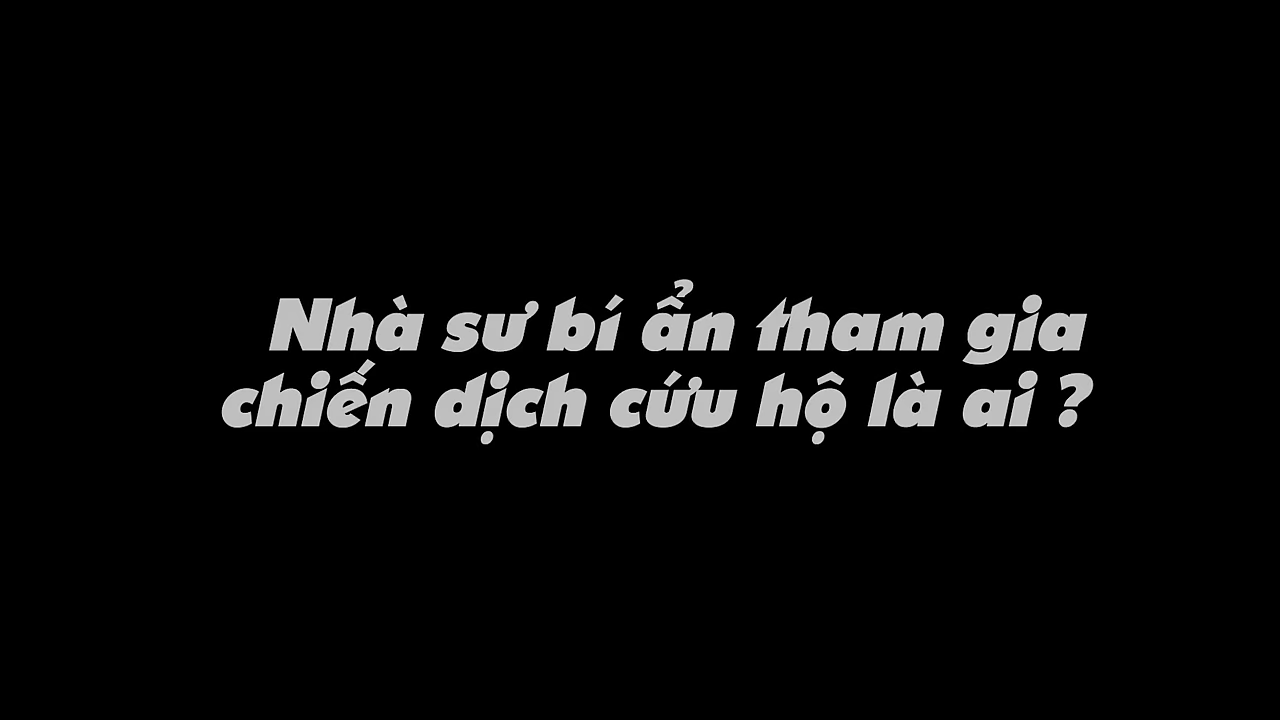 Nhà sư bí ẩn tham gia
chiến dịch cứu hộ là ai ?